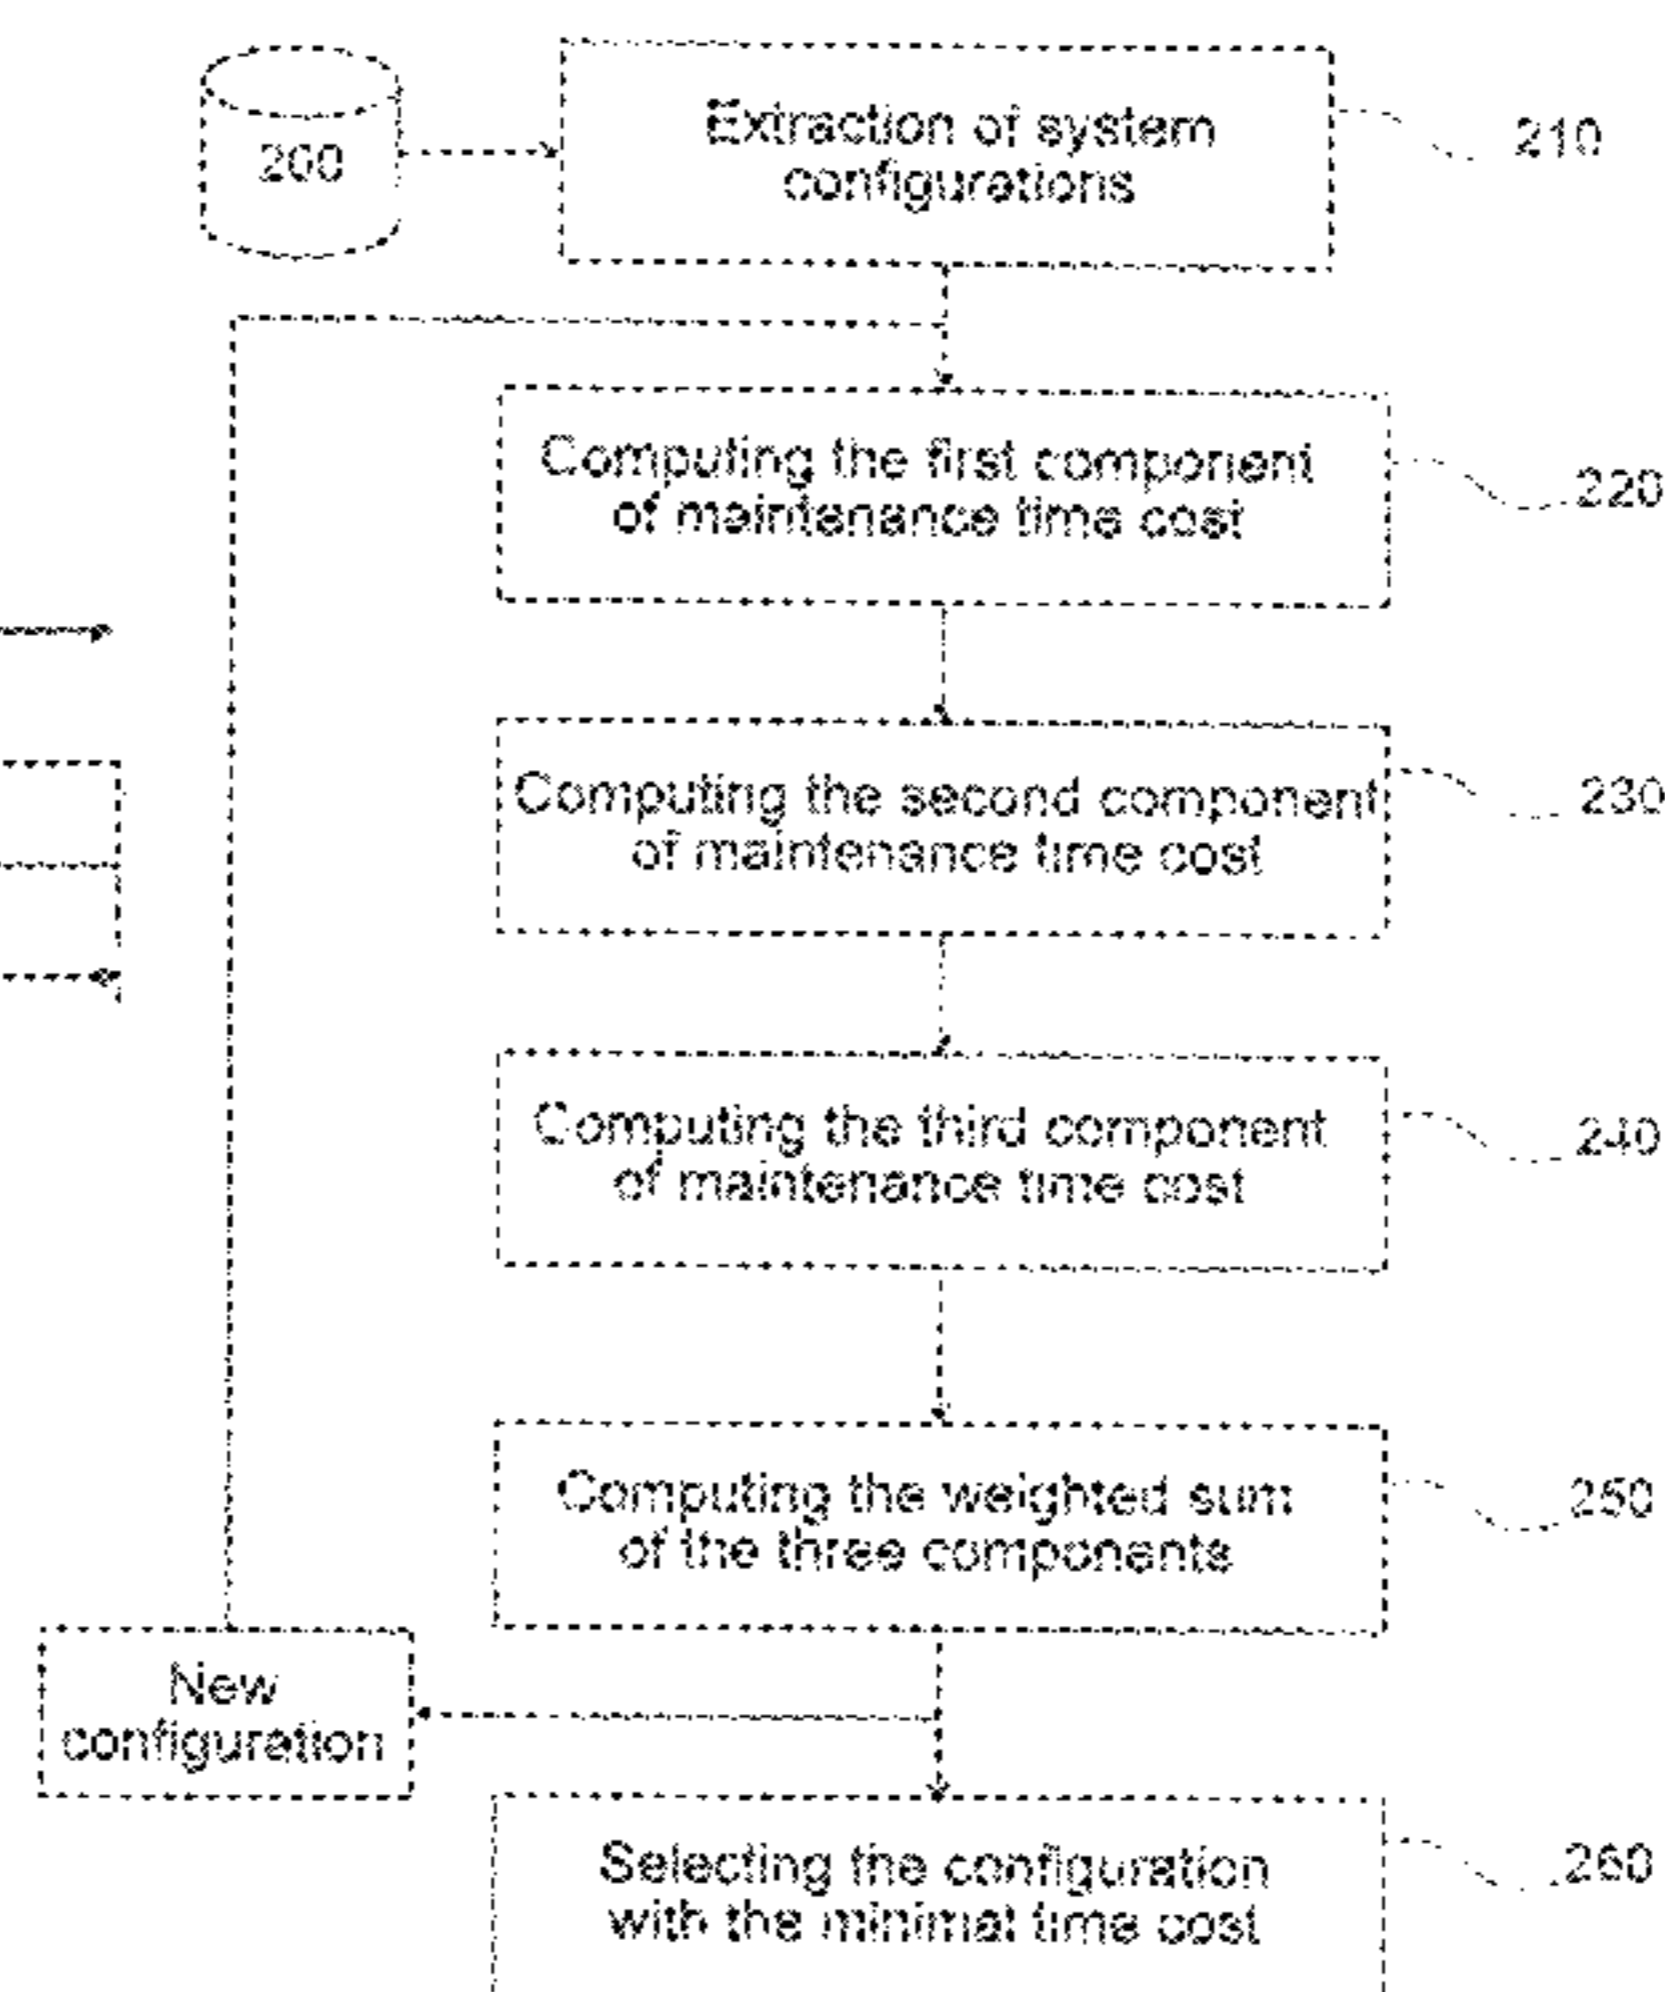 200
Extraction of system
configurations
210
Computing the first component
of maintenance time cost
220
Computing the second component
of maintenance time cost
230
Computing the third component
of maintenance time cost
240
Computing the weighted sum
of the three components
250
New
configuration
Selecting the configuration
with the minimal time cost
260